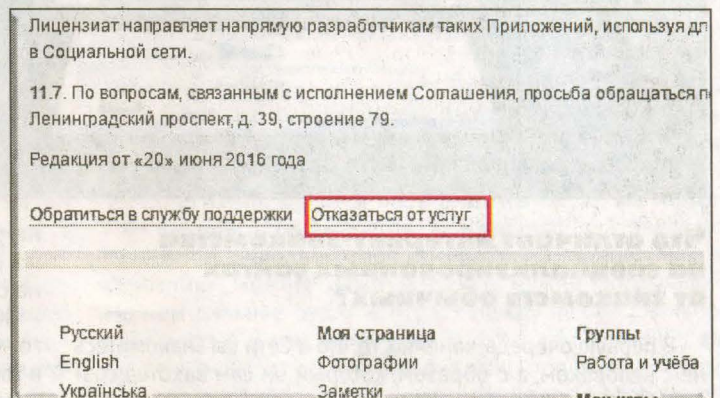 Лицензиат направляет напрямую разработчикам таких Приложений, используя
в Социальной сети.
11.7. По вопросам, связанным с исполнением Соглашения, просьба обращаться
Ленинградский проспект, д. 39, строение 79.
Редакция от «20» июня 2016 года
Обратиться в службу поддержки Отказаться от услуг
Русский Моя страница Группы
English Фотографии Работа и учёба
Українська Заметки